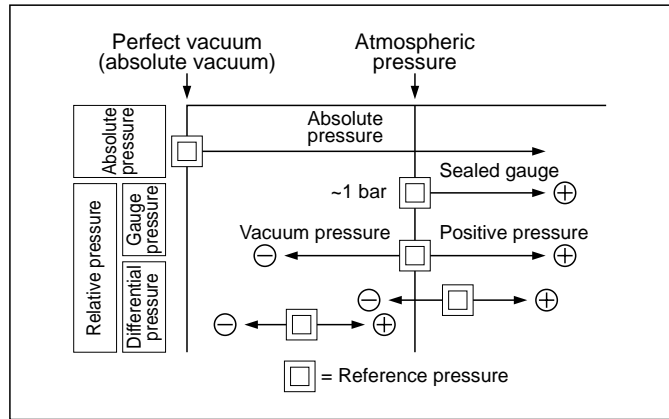 Perfect vacuum
(absolute vacuum)
Atmospheric
pressure
Absolute
pressure
Absolute
pressure
Sealed gauge
~1 bar
Relative pressure
Gauge
pressure
Vacuum pressure
Positive pressure
Differential
pressure
= Reference pressure